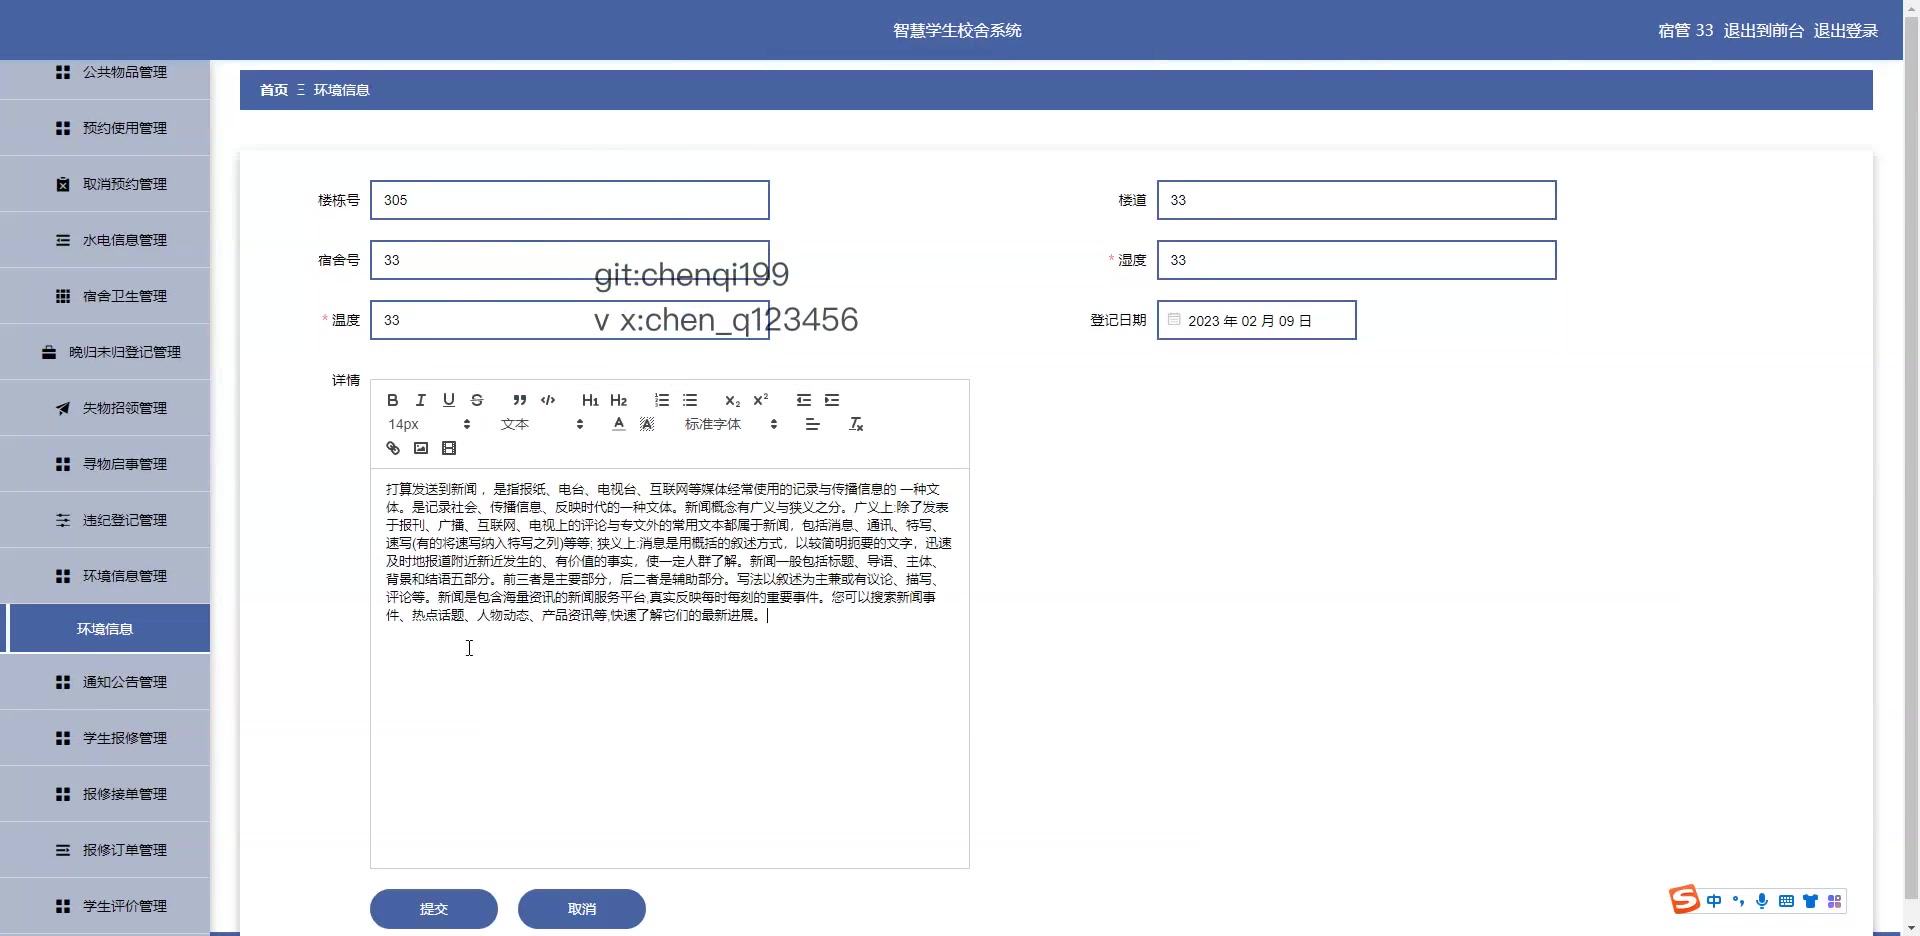 智慧学生校舍系统
宿管 33 退出到前台 退出登录
公共物品管理
预约使用管理
取消预约管理
水电信息管理
宿舍卫生管理
晚归未归登记管理
失物招领管理
寻物启事管理
违纪登记管理
环境信息管理
环境信息
通知公告管理
学生报修管理
报修接单管理
报修订单管理
学生评价管理
首页 Ξ 环境信息
楼栋号 305
楼道 33
宿舍号 33
* 湿度 33
* 温度 33
登记日期 2023 年 02 月 09 日
git:chenqi199
v x:chen_q123456
详情
B I U S ” </> H1 H2 X₂ X²
14px 文本 A A 标准字体
打算发送到新闻 ，是指报纸、电台、电视台、互联网等媒体经常使用的记录与传播信息的 一种文
体。是记录社会、传播信息、反映时代的一种文体。新闻概念有广义与狭义之分。广义上:除了发表
于报刊、广播、互联网、电视上的评论与专文外的常用文本都属于新闻，包括消息、通讯、特写、
速写(有的将速写纳入特写之列)等等; 狭义上:消息是用概括的叙述方式，以较简明扼要的文字，迅速
及时地报道附近新近发生的、有价值的事实，使一定人群了解。新闻一般包括标题、导语、主体、
背景和结语五部分。前三者是主要部分，后二者是辅助部分。写法以叙述为主兼或有议论、描写、
评论等。新闻是包含海量资讯的新闻服务平台,真实反映每时每刻的重要事件。您可以搜索新闻事
件、热点话题、人物动态、产品资讯等,快速了解它们的最新进展。
提交 取消
S 中